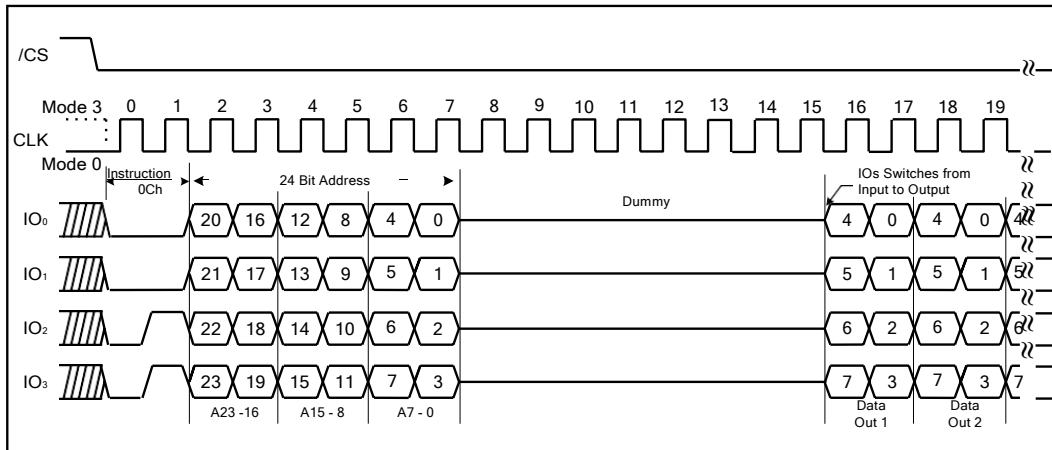 /CS
Mode 3 0 1 2 3 4 5 6 7 8 9 10 11 12 13 14 15 16 17 18 19
CLK
Mode 0
Instruction
0Ch
24 Bit Address
Dummy
IOs Switches from
Input to Output
IO₀ 20 16 12 8 4 0 4 0 4 0 4
IO₁ 21 17 13 9 5 1 5 1 5 1 5
IO₂ 22 18 14 10 6 2 6 2 6 2 6
IO₃ 23 19 15 11 7 3 7 3 7 3 7
A23 -16 A15 - 8 A7 - 0
Data
Out 1
Data
Out 2